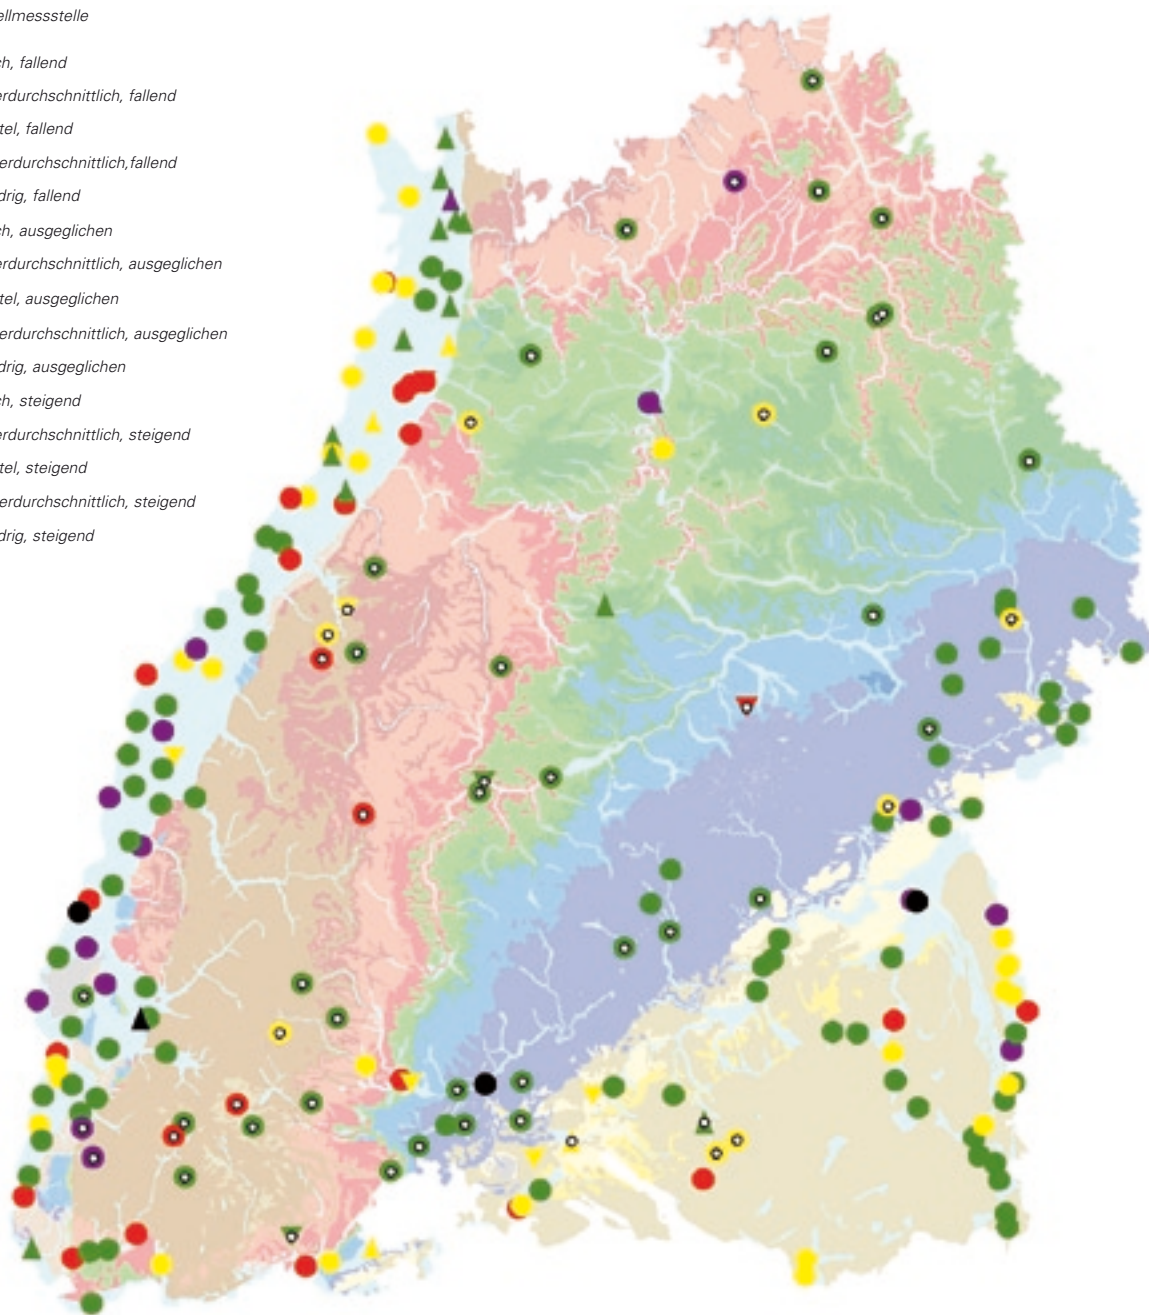 ellmessstelle
ch, fallend
erdurchschnittlich, fallend
tel, fallend
erdurchschnittlich,fallend
drig, fallend
ch, ausgeglichen
erdurchschnittlich, ausgeglichen
tel, ausgeglichen
erdurchschnittlich, ausgeglichen
drig, ausgeglichen
ch, steigend
erdurchschnittlich, steigend
tel, steigend
erdurchschnittlich, steigend
drig, steigend